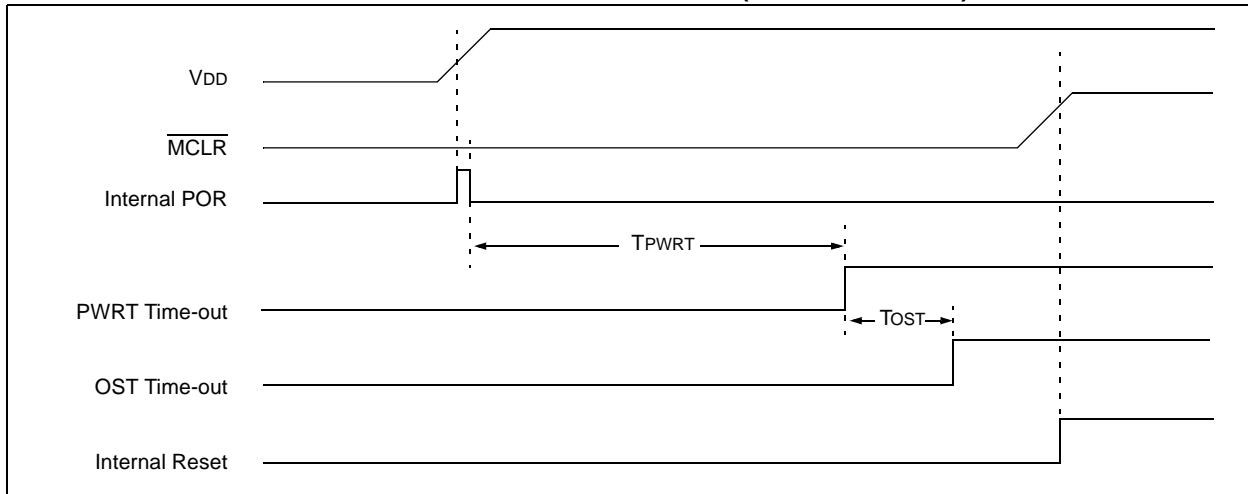 VDD
MCLR
Internal POR
TPWRT
PWRT Time-out
TOST
OST Time-out
Internal Reset